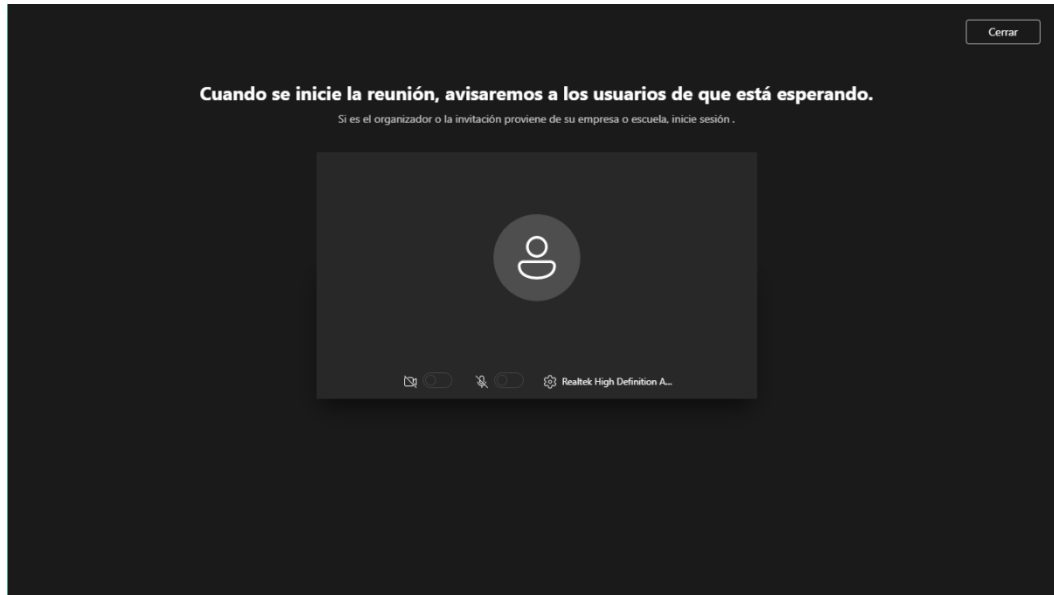 Cerrar
Cuando se inicie la reunión, avisaremos a los usuarios de que está esperando.
Si es el organizador o la invitación proviene de su empresa o escuela, inicie sesión .
Realtek High Definition A...